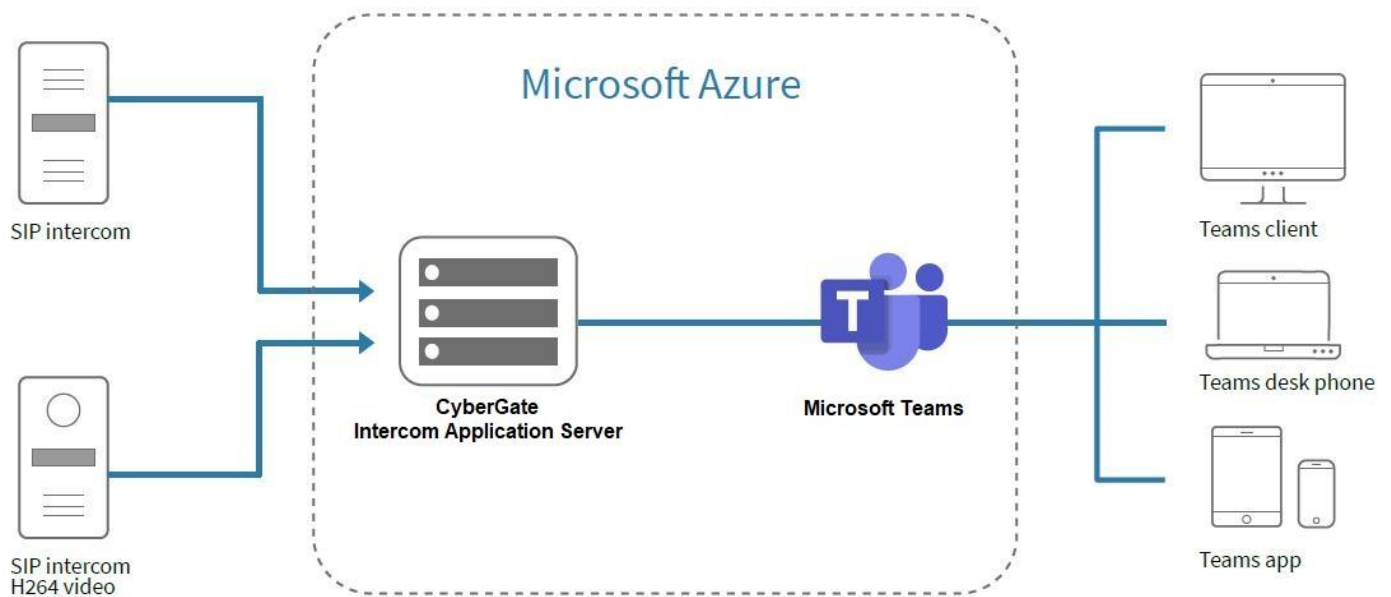 Microsoft Azure
SIP intercom
Teams client
T
Teams desk phone
CyberGate
Intercom Application Server
Microsoft Teams
SIP intercom
H264 video
Teams app